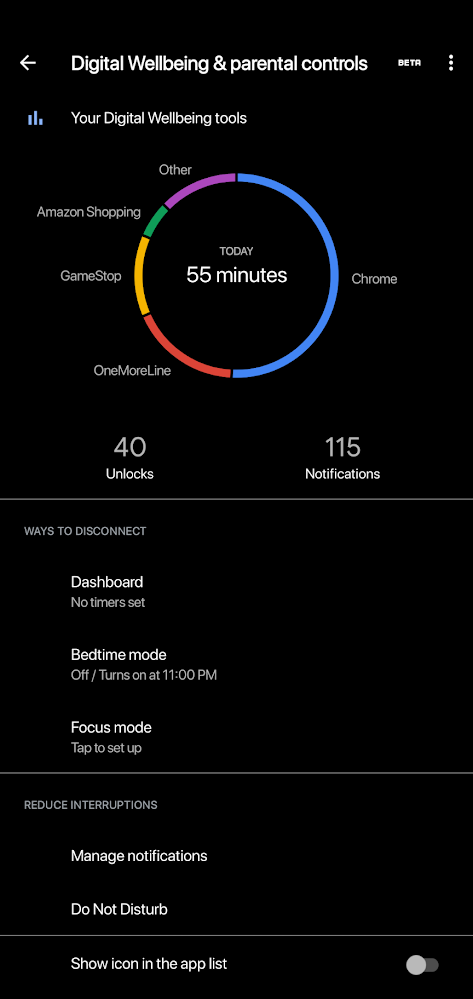 Digital Wellbeing & parental controls BETA
Your Digital Wellbeing tools
Other
Amazon Shopping
GameStop
OneMoreLine
Chrome
TODAY
55 minutes
40
Unlocks
115
Notifications
WAYS TO DISCONNECT
Dashboard
No timers set
Bedtime mode
Off / Turns on at 11:00 PM
Focus mode
Tap to set up
REDUCE INTERRUPTIONS
Manage notifications
Do Not Disturb
Show icon in the app list